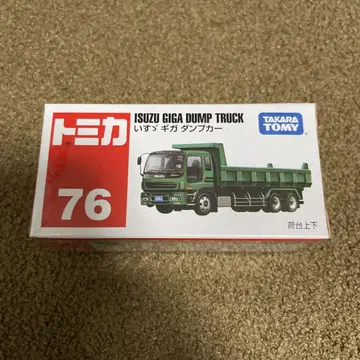 トミカ
76
ISUZU GIGA DUMP TRUCK
いすゞ ギガ ダンプカー
TAKARA
TOMY
荷台上下